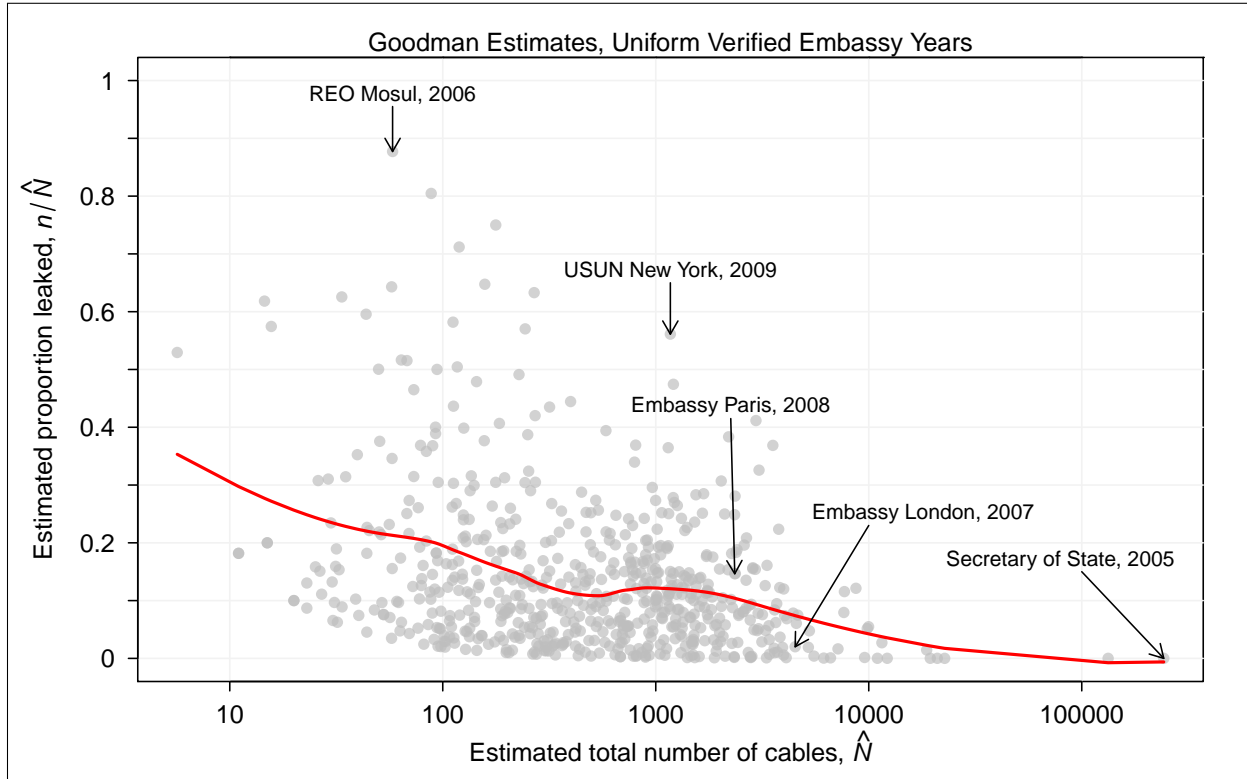 Goodman Estimates, Uniform Verified Embassy Years
Estimated proportion leaked, n/N̂
1
0.8
0.6
0.4
0.2
0
REO Mosul, 2006
USUN New York, 2009
Embassy Paris, 2008
Embassy London, 2007
Secretary of State, 2005
10 100 1000 10000 100000
Estimated total number of cables, N̂